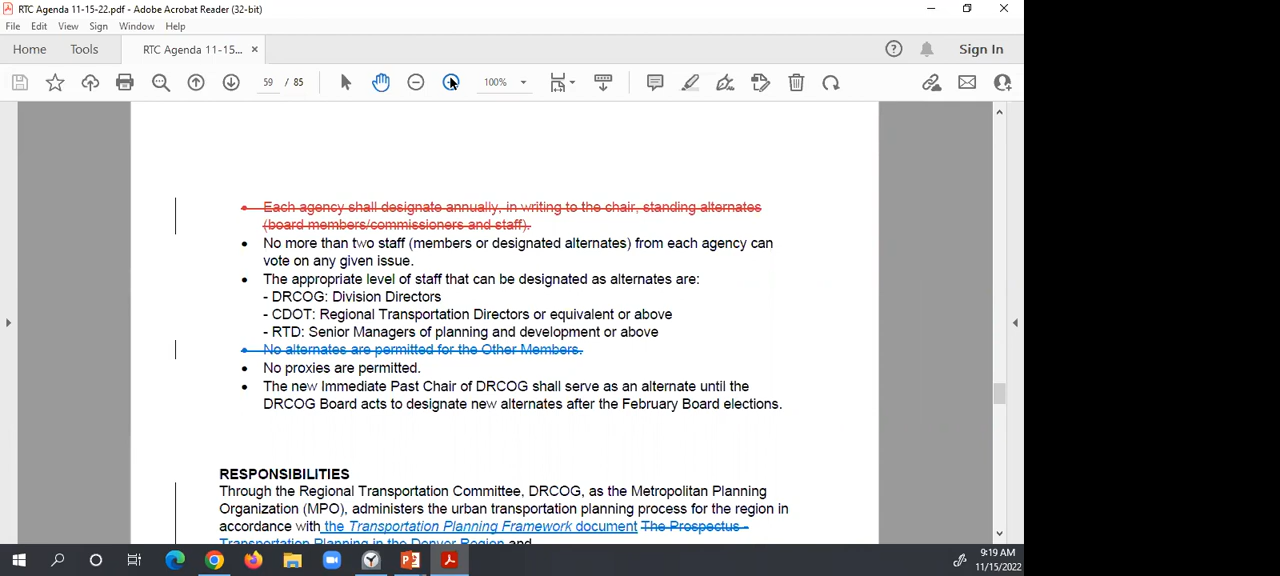 RTC Agenda 11-15-22.pdf - Adobe Acrobat Reader (32-bit)
File Edit View Sign Window Help
Home Tools RTC Agenda 11-15... × Sign In
59 / 85 100%
• Each agency shall designate annually, in writing to the chair, standing alternates
(board members/commissioners and staff).
• No more than two staff (members or designated alternates) from each agency can
vote on any given issue.
• The appropriate level of staff that can be designated as alternates are:
- DRCOG: Division Directors
- CDOT: Regional Transportation Directors or equivalent or above
- RTD: Senior Managers of planning and development or above
• No alternates are permitted for the Other Members.
• No proxies are permitted.
• The new Immediate Past Chair of DRCOG shall serve as an alternate until the
DRCOG Board acts to designate new alternates after the February Board elections.
RESPONSIBILITIES
Through the Regional Transportation Committee, DRCOG, as the Metropolitan Planning
Organization (MPO), administers the urban transportation planning process for the region in
accordance with the Transportation Planning Framework document The Prospectus -
Transportation Planning in the Denver Region and
9:19 AM
11/15/2022